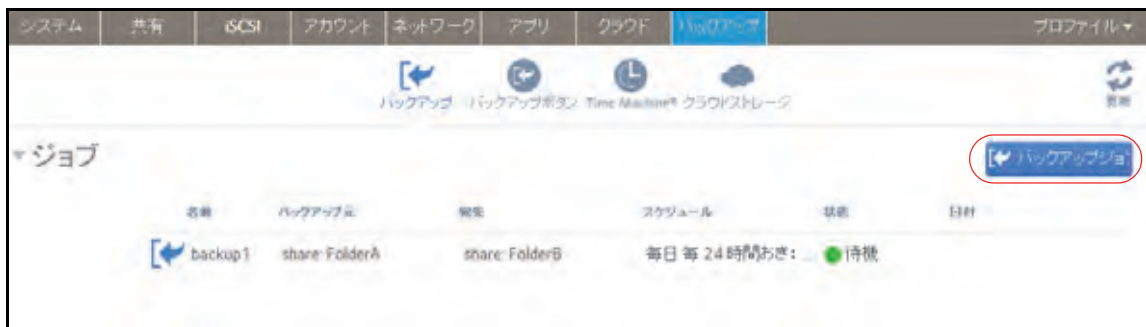 システム 共有 iSCSI アカウント ネットワーク アプリ クラウド バックアップ プロファイル
バックアップ バックアップボタン Time Machine® クラウドストレージ 更新
ジョブ バックアップジョ
名前 バックアップ元 宛先 スケジュール 状態 日付
backup1 share: FolderA share: FolderB 毎日 毎 24 時間おき: ... 待機